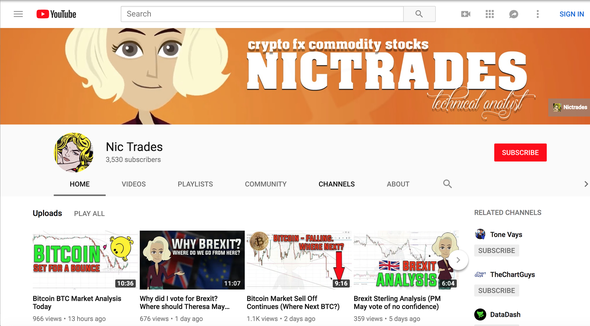 YouTube
Search
SIGN IN
crypto fx commodity stocks
NICTRADES
technical analyst
Nictrades
Nic Trades
3,530 subscribers
SUBSCRIBE
HOME VIDEOS PLAYLISTS COMMUNITY CHANNELS ABOUT
Uploads PLAY ALL
BITCOIN
SET FOR A BOUNCE
10:36
Bitcoin BTC Market Analysis
Today
966 views • 13 hours ago
WHY BREXIT?
WHERE DO WE GO FROM HERE?
11:07
Why did I vote for Brexit?
Where should Theresa May...
676 views • 1 day ago
BITCOIN - FALLING.
WHERE NEXT?
9:16
Bitcoin Market Sell Off
Continues (Where Next BTC?)
1.1K views • 2 days ago
BREXIT
ANALYSIS
6:04
Brexit Sterling Analysis (PM
May vote of no confidence)
359 views • 5 days ago
RELATED CHANNELS
Tone Vays
SUBSCRIBE
TheChartGuys
SUBSCRIBE
DataDash